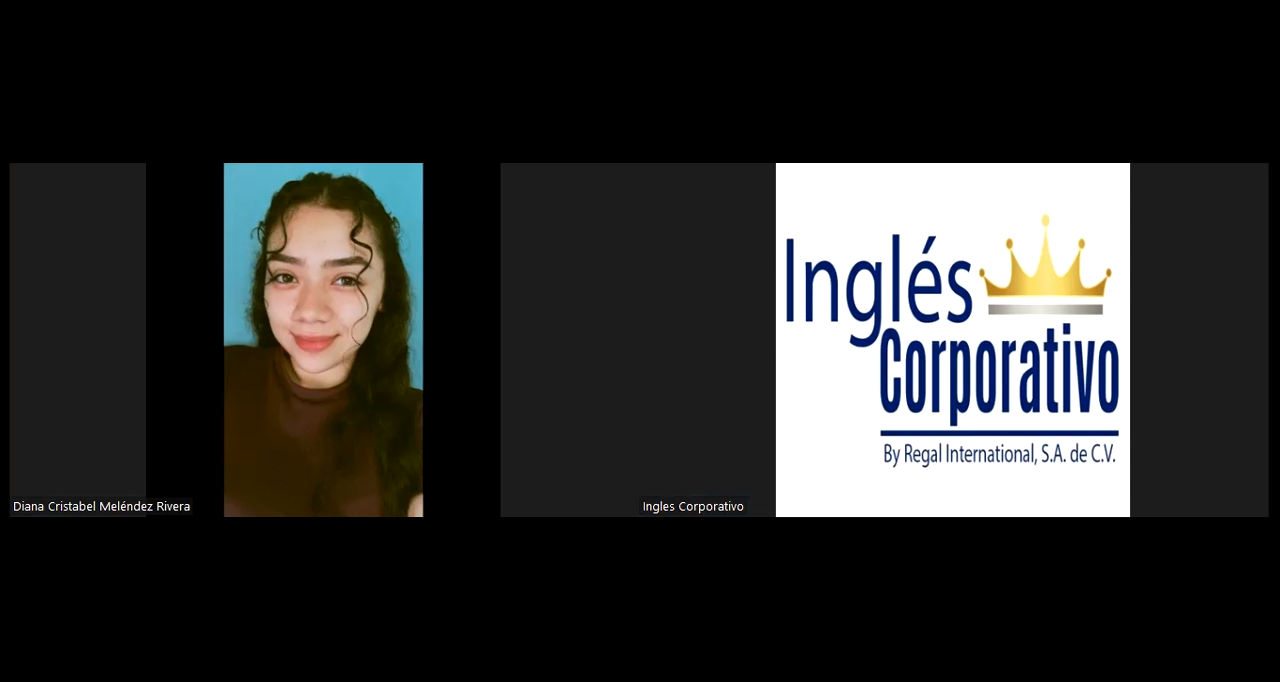 Inglés
Corporativo
By Regal International, S.A. de C.V.
Diana Cristabel Meléndez Rivera
Ingles Corporativo